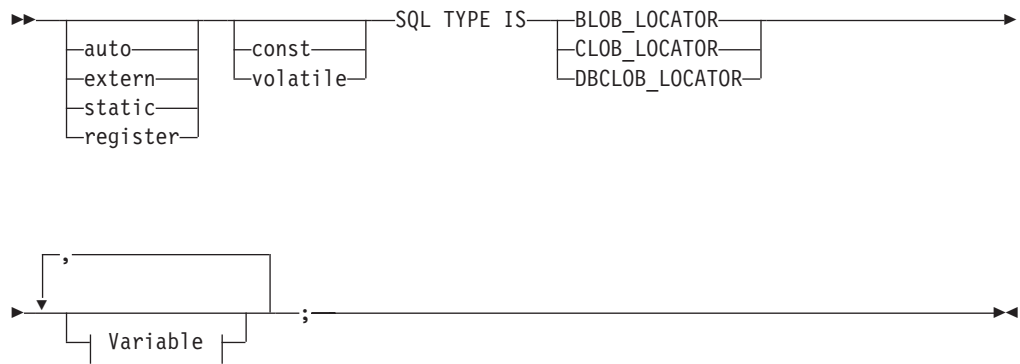 SQL TYPE IS BLOB_LOCATOR
auto const CLOB_LOCATOR
extern volatile DBCLOB_LOCATOR
static
register
,
;
Variable